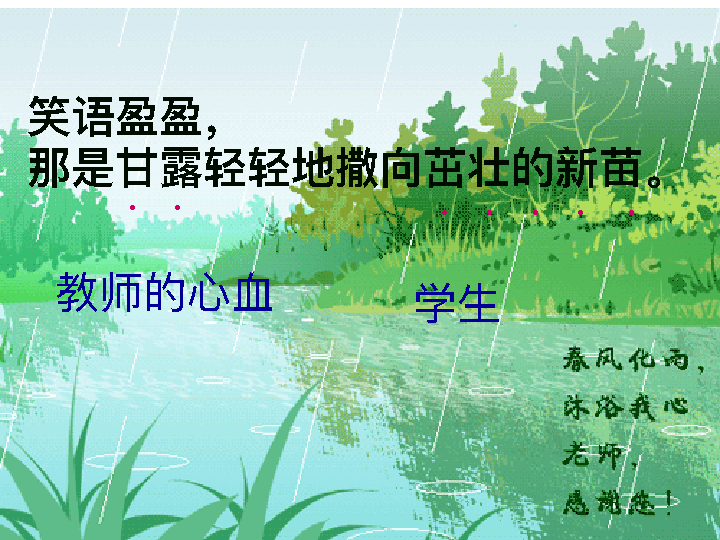 笑语盈盈，
那是甘露轻轻地撒向茁壮的新苗。
教师的心血
学生
春风化雨，
沐浴我心
老师，
感谢您！